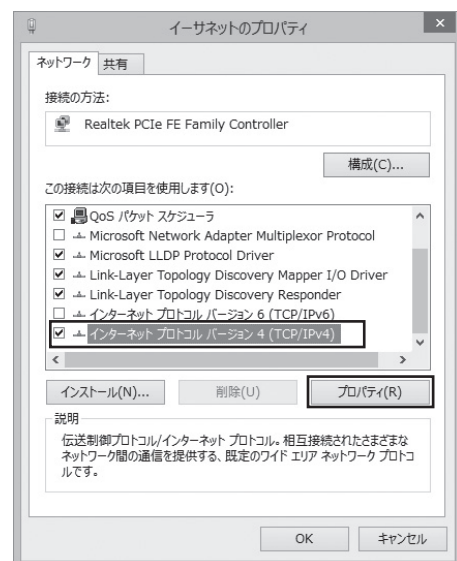 イーサネットのプロパティ
ネットワーク 共有
接続の方法:
Realtek PCIe FE Family Controller
構成(C)...
この接続は次の項目を使用します(O):
QoS パケット スケジューラ
Microsoft Network Adapter Multiplexor Protocol
Microsoft LLDP Protocol Driver
Link-Layer Topology Discovery Mapper I/O Driver
Link-Layer Topology Discovery Responder
インターネット プロトコル バージョン 6 (TCP/IPv6)
インターネット プロトコル バージョン 4 (TCP/IPv4)
インストール(N)... 削除(U) プロパティ(R)
説明
伝送制御プロトコル/インターネット プロトコル。相互接続されたさまざまな
ネットワーク間の通信を提供する、既定のワイド エリア ネットワーク プロトコ
ルです。
OK キャンセル